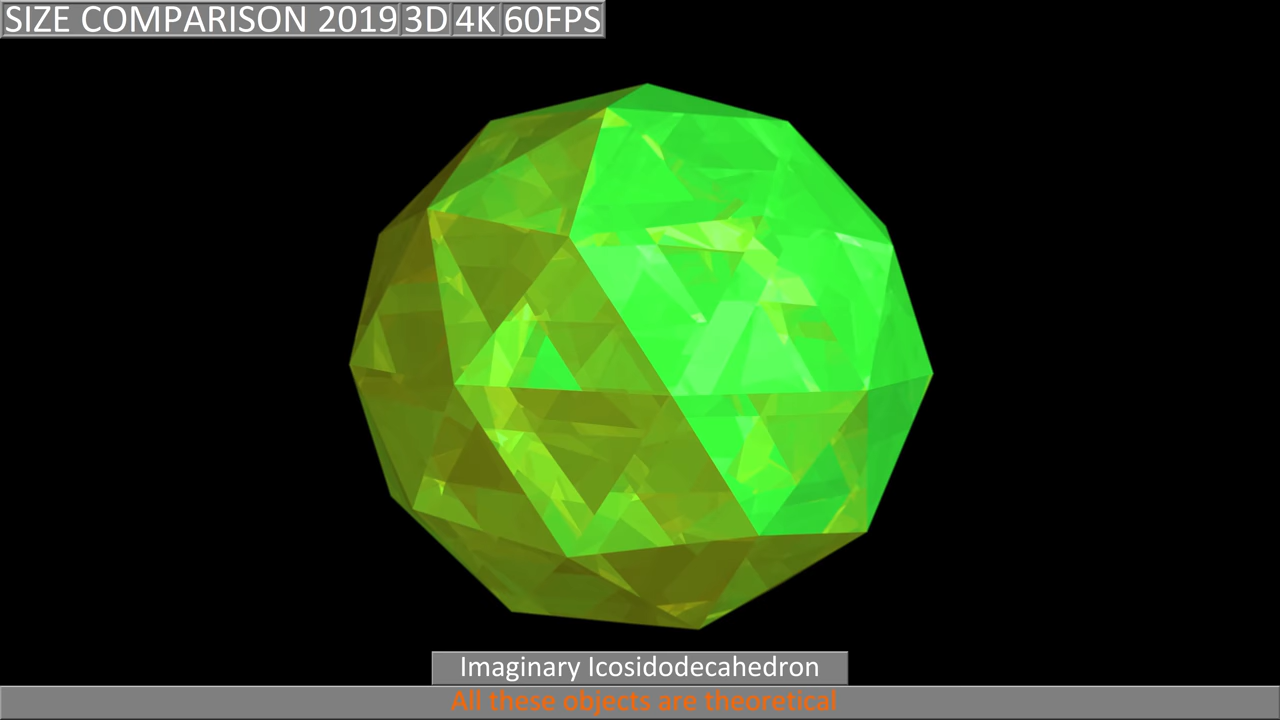 SIZE COMPARISON 2019 3D 4K 60FPS
Imaginary Icosidodecahedron
All these objects are theoretical